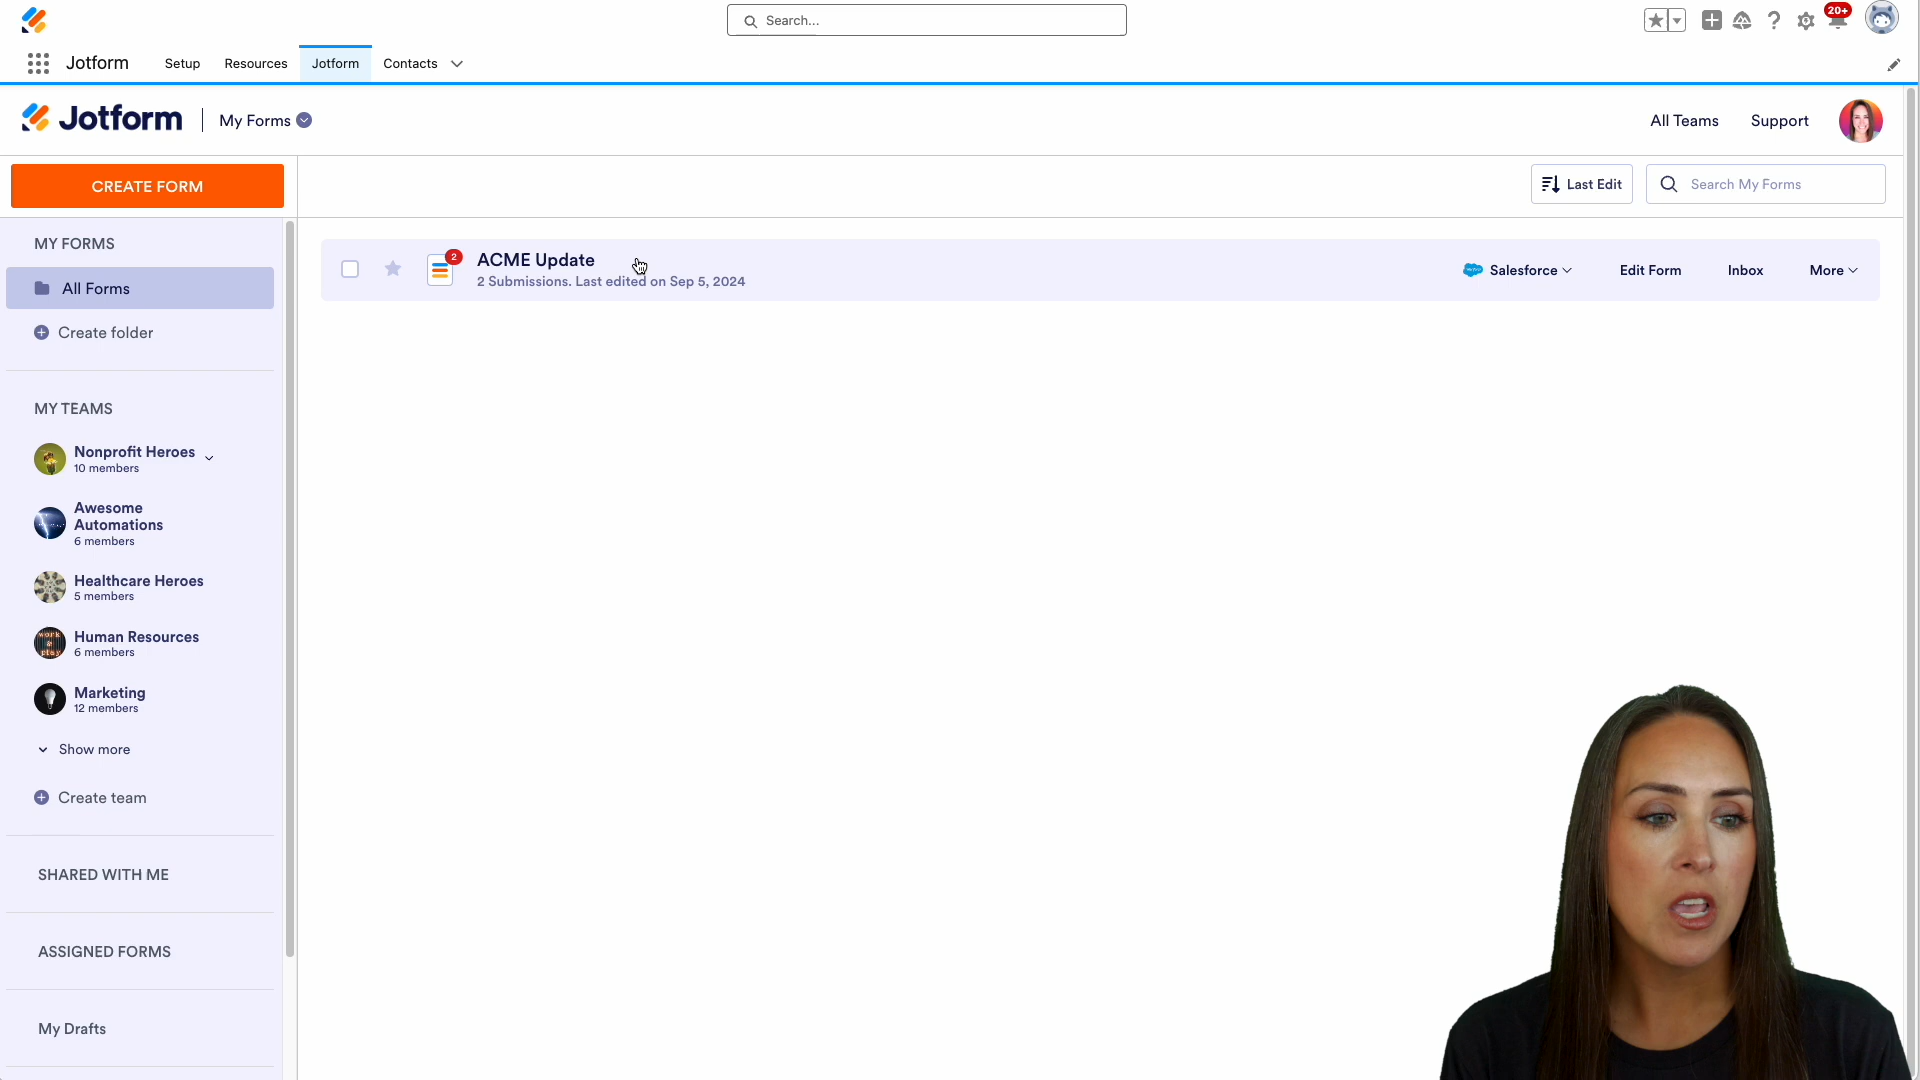 Search...
20+
Jotform
Setup
Resources
Jotform
Contacts
Jotform
My Forms
All Teams
Support
CREATE FORM
Last Edit
Search My Forms
MY FORMS
All Forms
Create folder
2
ACME Update
2 Submissions. Last edited on Sep 5, 2024
Salesforce
Edit Form
Inbox
More
MY TEAMS
Nonprofit Heroes
10 members
Awesome
Automations
6 members
Healthcare Heroes
5 members
work
&
play
Human Resources
6 members
Marketing
12 members
Show more
Create team
SHARED WITH ME
ASSIGNED FORMS
My Drafts